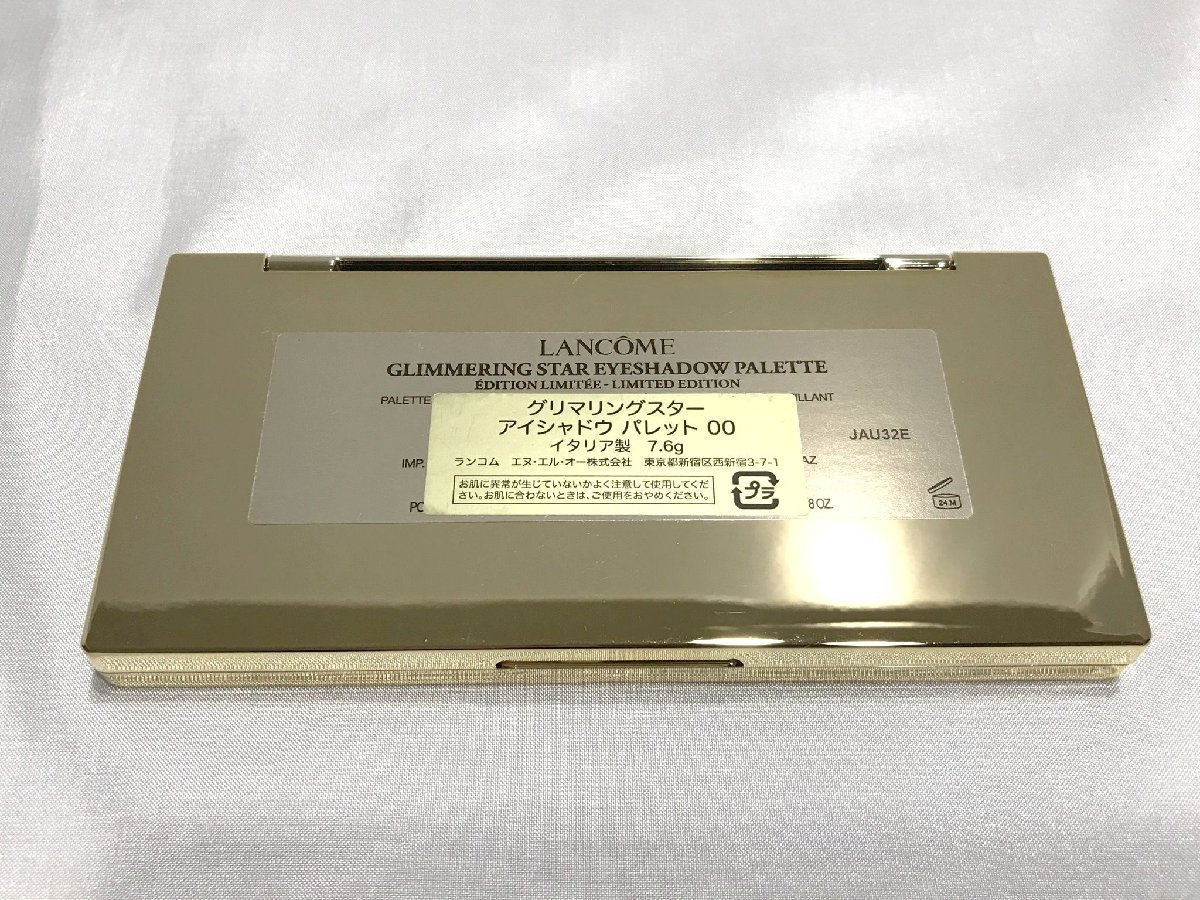 LANCÔME
GLIMMERING STAR EYESHADOW PALETTE
ÉDITION LIMITÉE - LIMITED EDITION
PALETTE
グリマリングスター
アイシャドウ パレット 00
イタリア製 7.6g
ランコム エヌ・エル・オー株式会社 東京都新宿区西新宿3-7-1
お肌に異常が生じていないかよく注意して使用してくだ
さい。お肌に合わないときは、ご使用をおやめください。
プラ
JAU32E
IMP.
8 OZ.
24 M